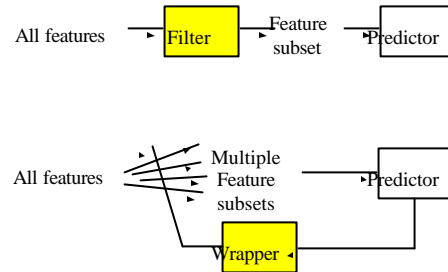 All features
Filter
Feature
subset
Predictor
All features
Multiple
Feature
subsets
Predictor
Wrapper